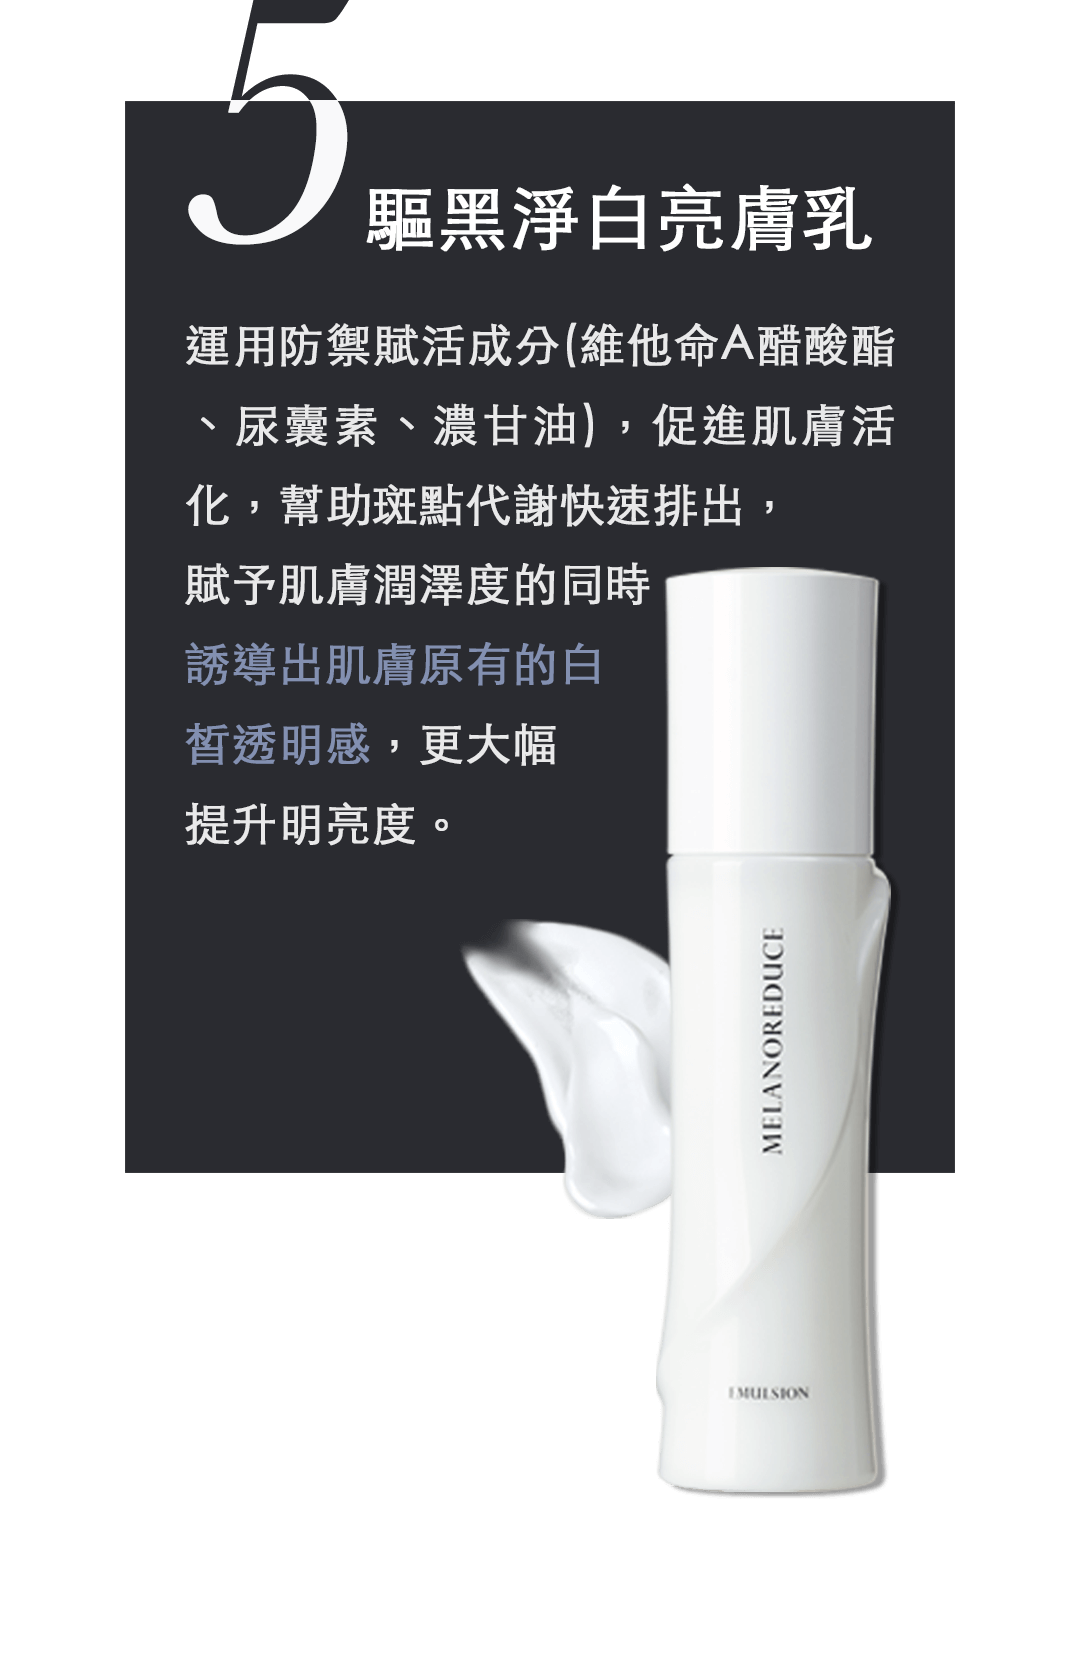 5
驅黑淨白亮膚乳
運用防禦賦活成分(維他命A醋酸酯
、尿囊素、濃甘油)，促進肌膚活
化，幫助斑點代謝快速排出，
賦予肌膚潤澤度的同時
誘導出肌膚原有的白
皙透明感，更大幅
提升明亮度。
MELANOREDUCE
EMULSION